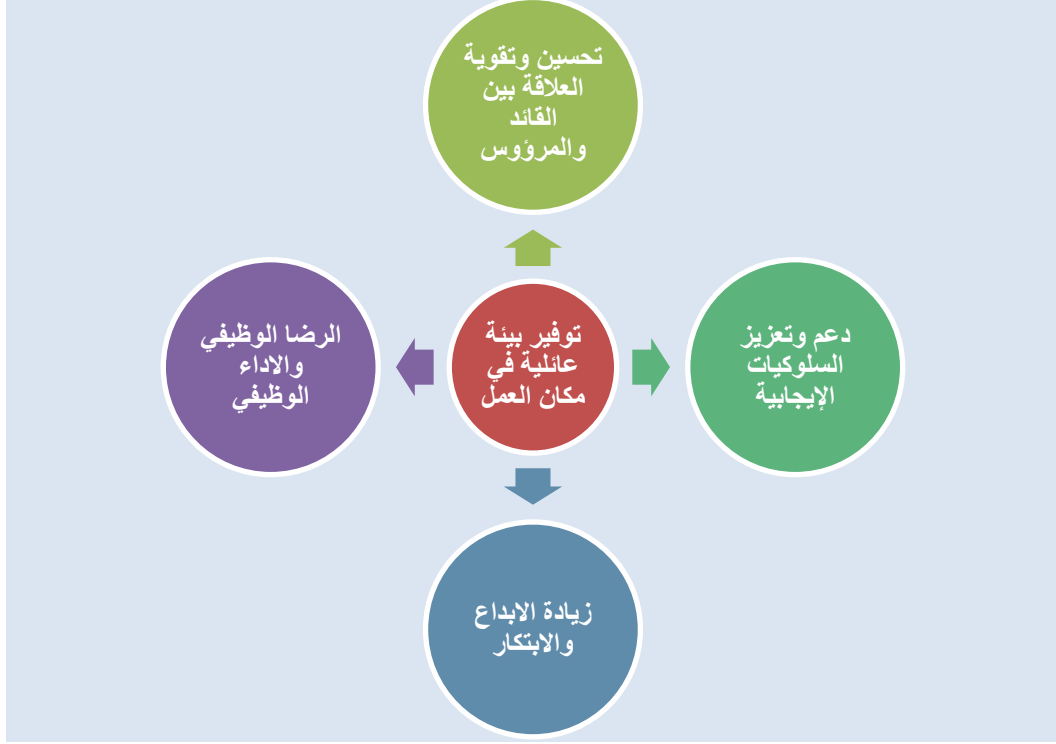 تحسين وتقوية
العلاقة بين
القائد
والمرؤوس
دعم وتعزيز
السلوكيات
الإيجابية
توفير بيئة
عائلية في
مكان العمل
الرضا الوظيفي
والاداء
الوظيفي
زيادة الابداع
والابتكار